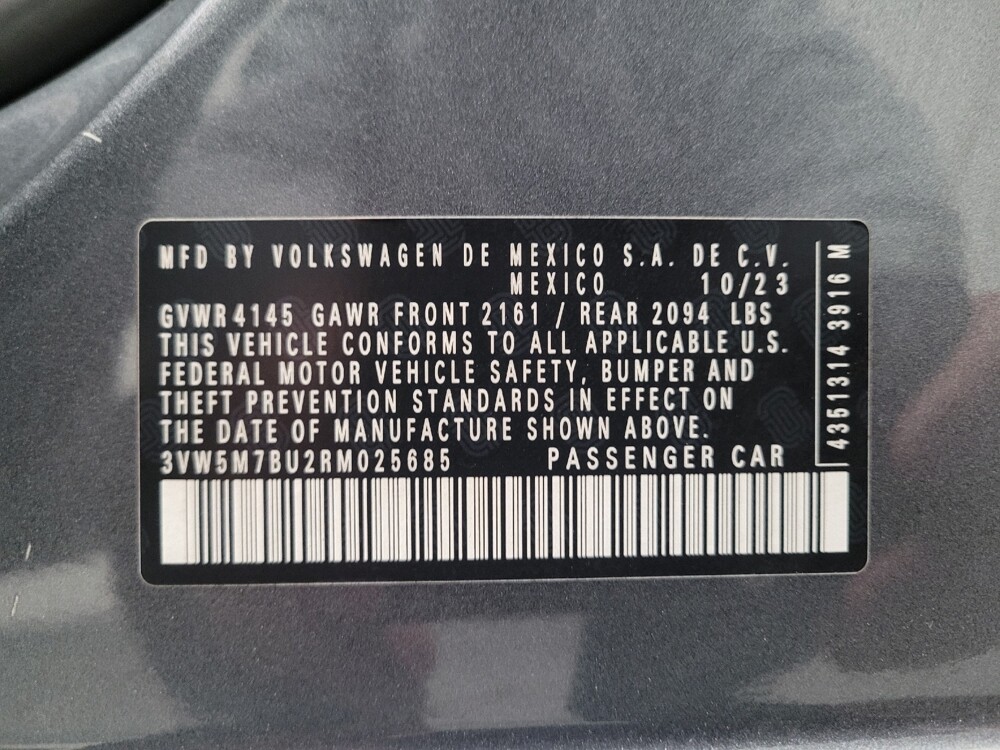 MFD BY VOLKSWAGEN DE MEXICO S.A. DE C.V.
MEXICO 10/23
GVWR 4145 GAWR FRONT 2161 / REAR 2094 LBS
THIS VEHICLE CONFORMS TO ALL APPLICABLE U.S.
FEDERAL MOTOR VEHICLE SAFETY, BUMPER AND
THEFT PREVENTION STANDARDS IN EFFECT ON
THE DATE OF MANUFACTURE SHOWN ABOVE.
3VW5M7BU2RM025685 PASSENGER CAR
4351314 3916 M